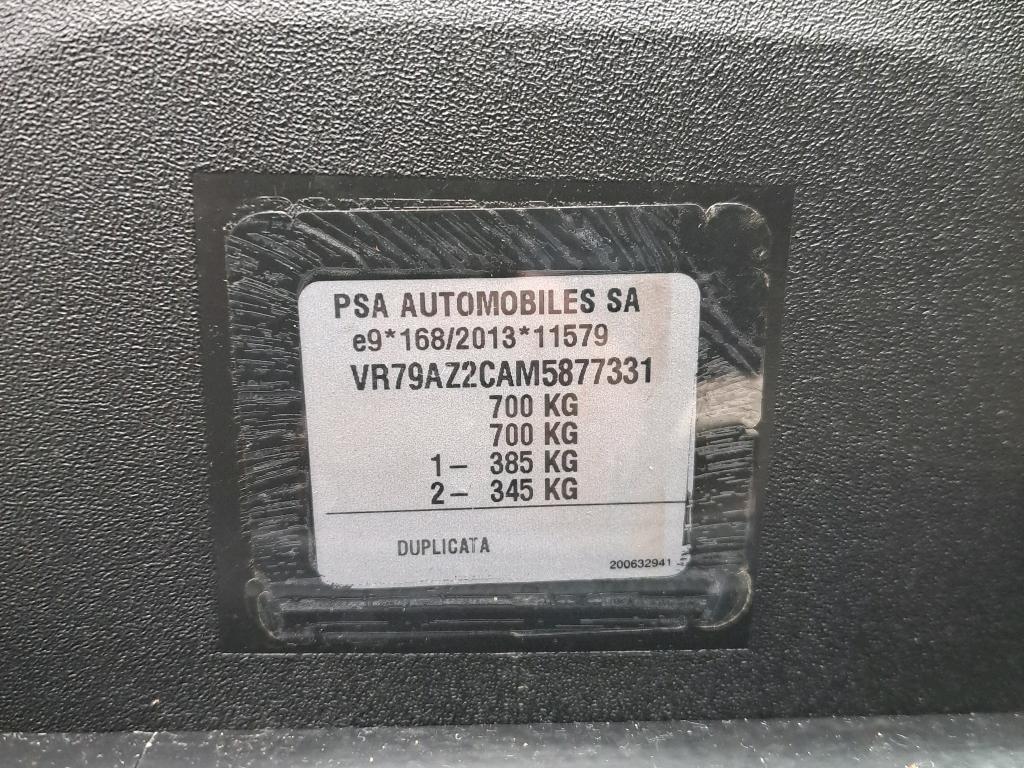 PSA AUTOMOBILES SA
e9*168/2013*11579
VR79AZ2CAM5877331
700 KG
700 KG
1– 385 KG
2– 345 KG
DUPLICATA
200632941